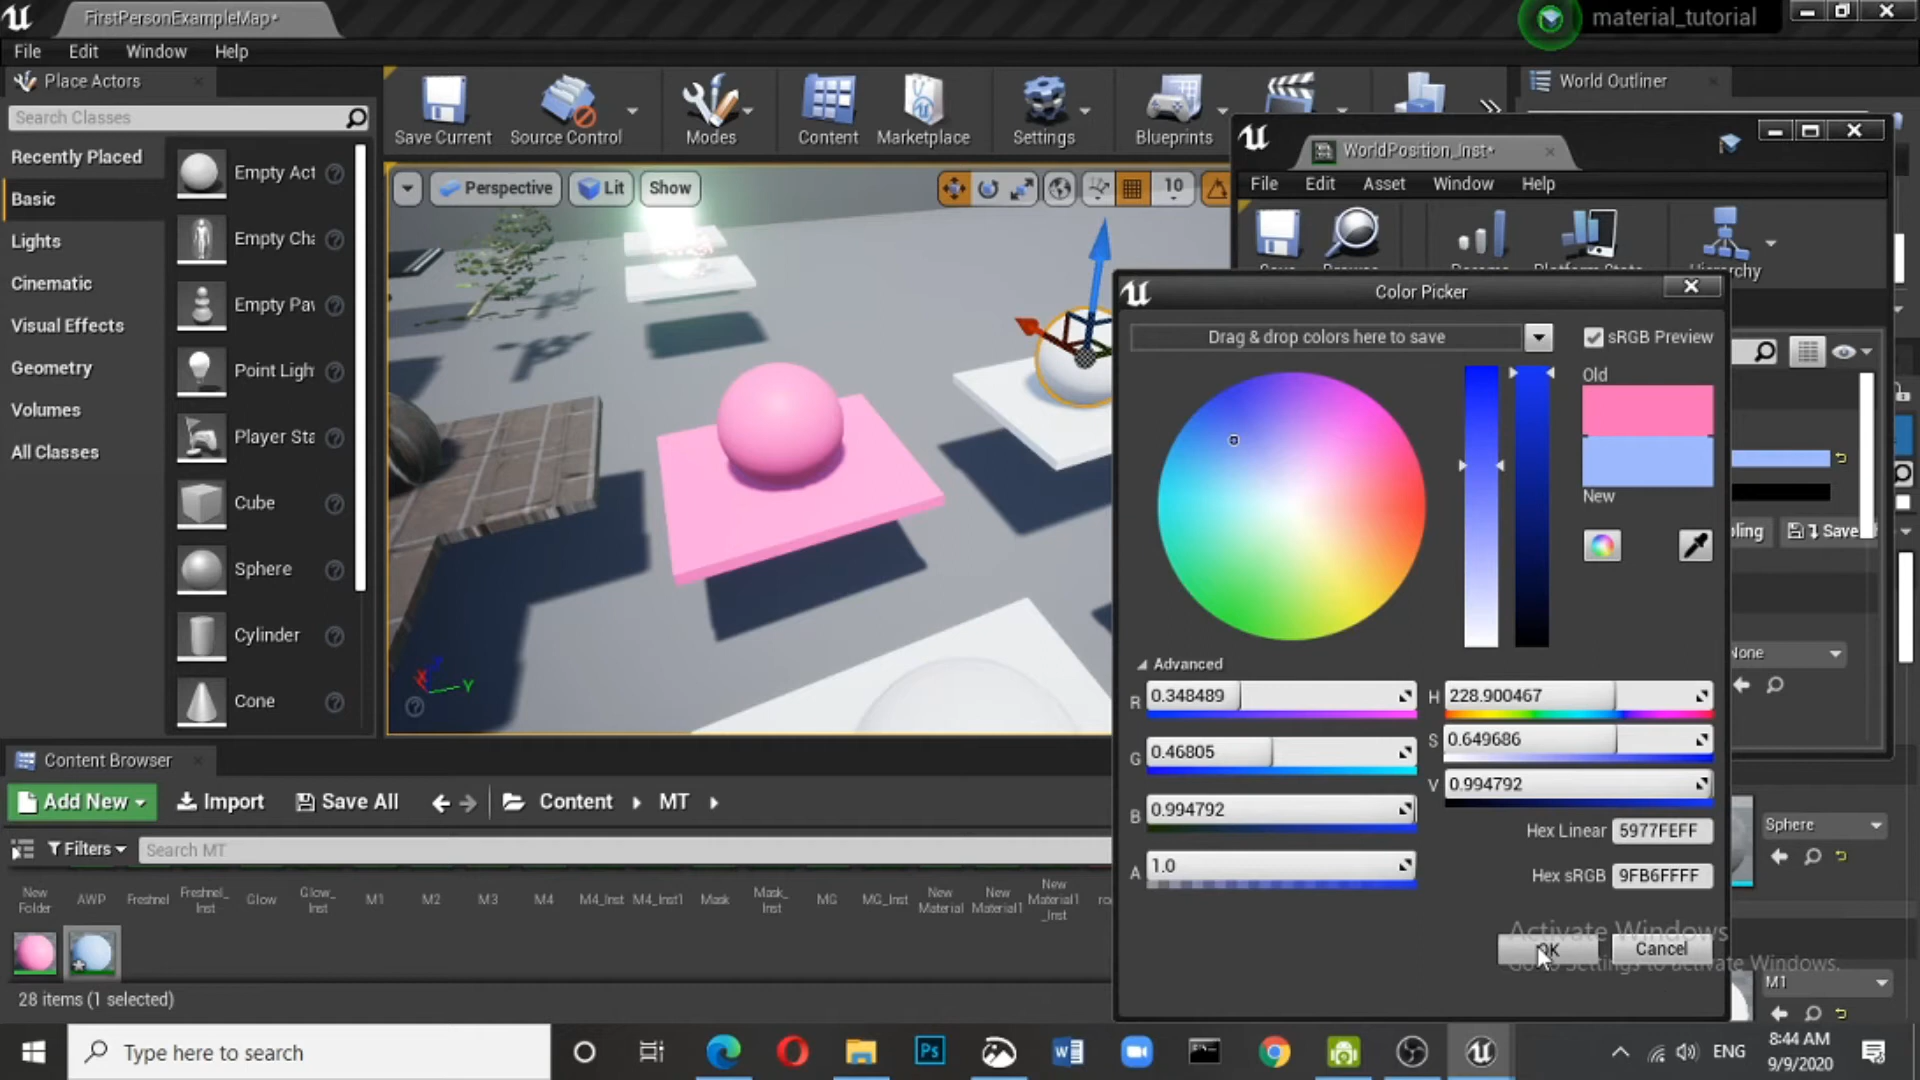 FirstPersonExampleMap*
material_tutorial
File Edit Window Help
Place Actors
World Outliner
Search Classes
Save Current
Source Control
Modes
Content
Marketplace
Settings
Blueprints
WorldPosition_Inst*
File Edit Asset Window Help
Recently Placed
Basic
Lights
Cinematic
Visual Effects
Geometry
Volumes
All Classes
Empty Act
Empty Cha
Empty Pav
Point Ligh
Player Sta
Cube
Sphere
Cylinder
Cone
Perspective
Lit
Show
10
Hierarchy
Color Picker
Drag & drop colors here to save
sRGB Preview
Old
New
Advanced
R 0.348489
G 0.46805
B 0.994792
A 1.0
H 228.900467
S 0.649686
V 0.994792
Hex Linear 5977FEFF
Hex sRGB 9FB6FFFF
OK
Cancel
Activate Windows
Go to Settings to activate Windows.
Save
None
Sphere
M1
X
Y
Content Browser
Add New
Import
Save All
Content
MT
Filters
Search MT
New Folder
AWP
Freshnel
Freshnel_Inst
Glow
Glow_Inst
M1
M2
M3
M4
M4_Inst
M4_Inst1
Mask
Mask_Inst
MG
MG_Inst
New Material
New Material1
New Material1_Inst
28 items (1 selected)
Type here to search
Ps
ENG
8:44 AM
9/9/2020